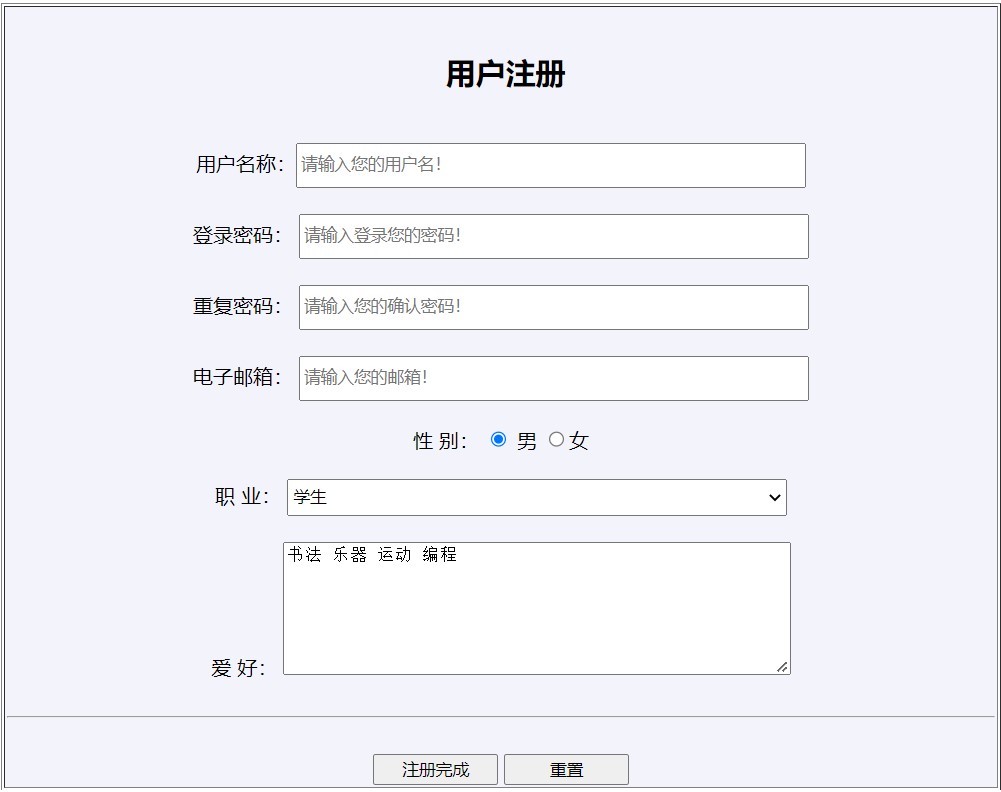 用户注册
用户名称： 请输入您的用户名！
登录密码： 请输入登录您的密码！
重复密码： 请输入您的确认密码！
电子邮箱： 请输入您的邮箱！
性 别： 男 女
职 业： 学生
书法 乐器 运动 编程
爱 好：
注册完成 重置